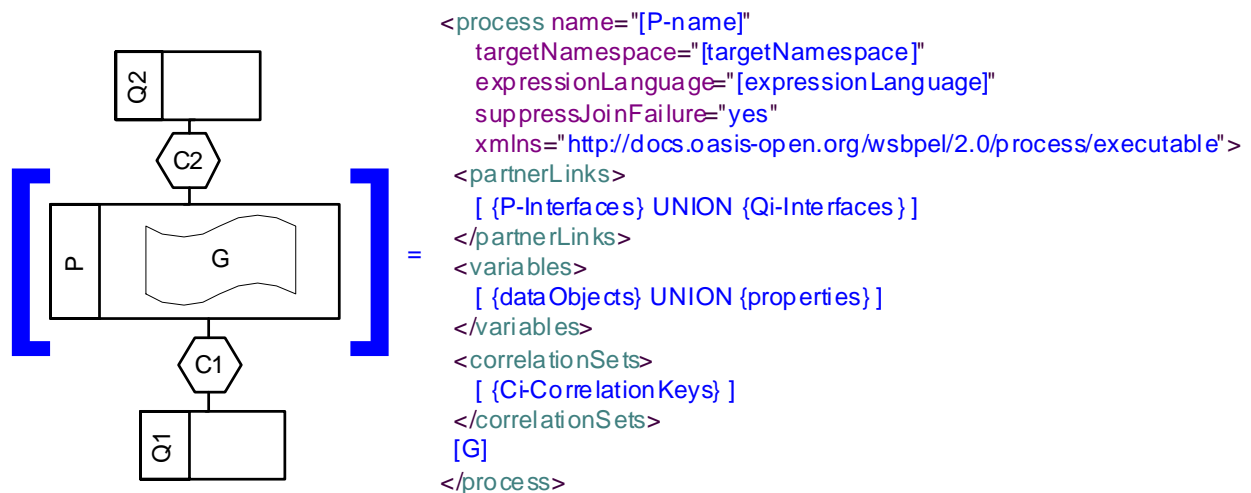 Q2
C2
P
G
C1
Q1
=
<process name="[P-name]"
targetNamespace="[targetNamespace]"
expressionLanguage="[expressionLanguage]"
suppressJoinFailure="yes"
xmlns="http://docs.oasis-open.org/wsbpel/2.0/process/executable">
<partnerLinks>
[ {P-Interfaces} UNION {Qi-Interfaces} ]
</partnerLinks>
<variables>
[ {dataObjects} UNION {properties} ]
</variables>
<correlationSets>
[ {Ci-CorrelationKeys} ]
</correlationSets>
[G]
</process>